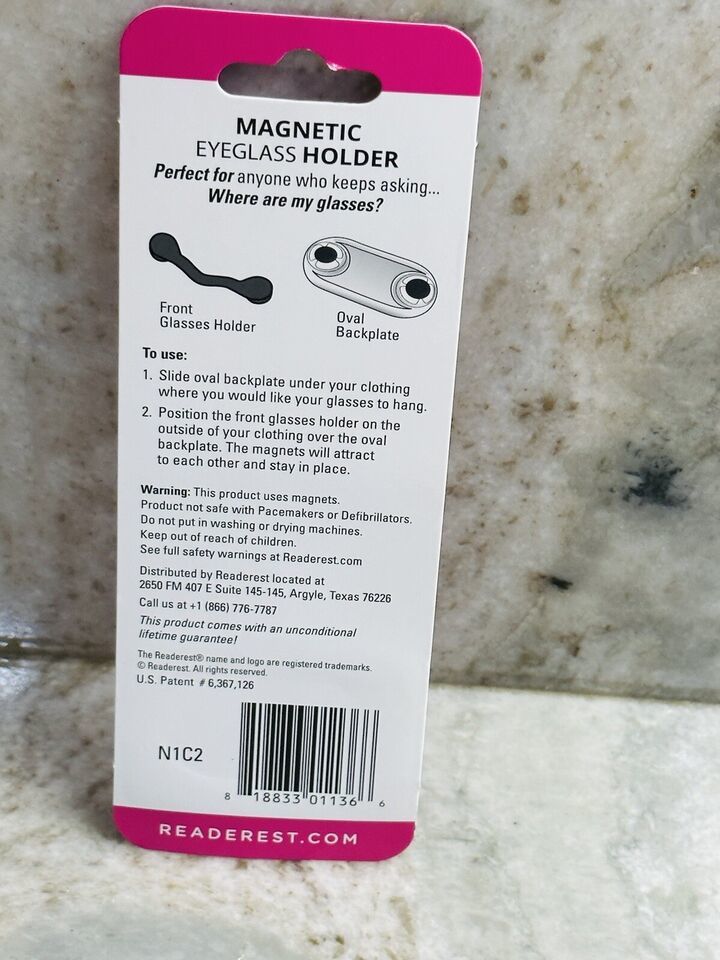 MAGNETIC
EYEGLASS HOLDER
Perfect for anyone who keeps asking...
Where are my glasses?
Front
Glasses Holder
Oval
Backplate
To use:
1. Slide oval backplate under your clothing
where you would like your glasses to hang.
2. Position the front glasses holder on the
outside of your clothing over the oval
backplate. The magnets will attract
to each other and stay in place.
Warning: This product uses magnets.
Product not safe with Pacemakers or Defibrillators.
Do not put in washing or drying machines.
Keep out of reach of children.
See full safety warnings at Readerest.com
Distributed by Readerest located at
2650 FM 407 E Suite 145-145, Argyle, Texas 76226
Call us at +1 (866) 776-7787
This product comes with an unconditional
lifetime guarantee!
The Readerest® name and logo are registered trademarks.
© Readerest. All rights reserved.
U.S. Patent # 6,367,126
N1C2
8 18833 01136 6
READEREST.COM